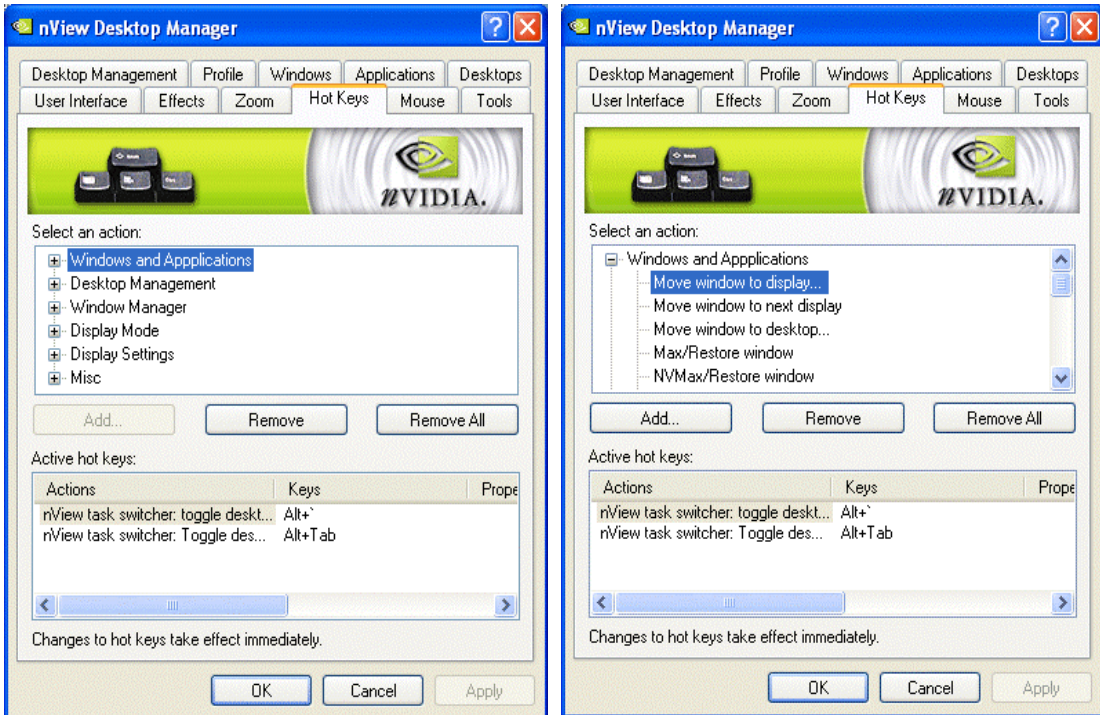 nView Desktop Manager
Desktop Management Profile Windows Applications Desktops
User Interface Effects Zoom Hot Keys Mouse Tools
NVIDIA.
Select an action:
Windows and Appplications
Desktop Management
Window Manager
Display Mode
Display Settings
Misc
Add... Remove Remove All
Active hot keys:
Actions Keys Prope
nView task switcher: toggle deskt... Alt+`
nView task switcher: Toggle des... Alt+Tab
Changes to hot keys take effect immediately.
OK Cancel Apply
nView Desktop Manager
Desktop Management Profile Windows Applications Desktops
User Interface Effects Zoom Hot Keys Mouse Tools
NVIDIA.
Select an action:
Windows and Appplications
Move window to display...
Move window to next display
Move window to desktop...
Max/Restore window
NVMax/Restore window
Add... Remove Remove All
Active hot keys:
Actions Keys Prope
nView task switcher: toggle deskt... Alt+`
nView task switcher: Toggle des... Alt+Tab
Changes to hot keys take effect immediately.
OK Cancel Apply